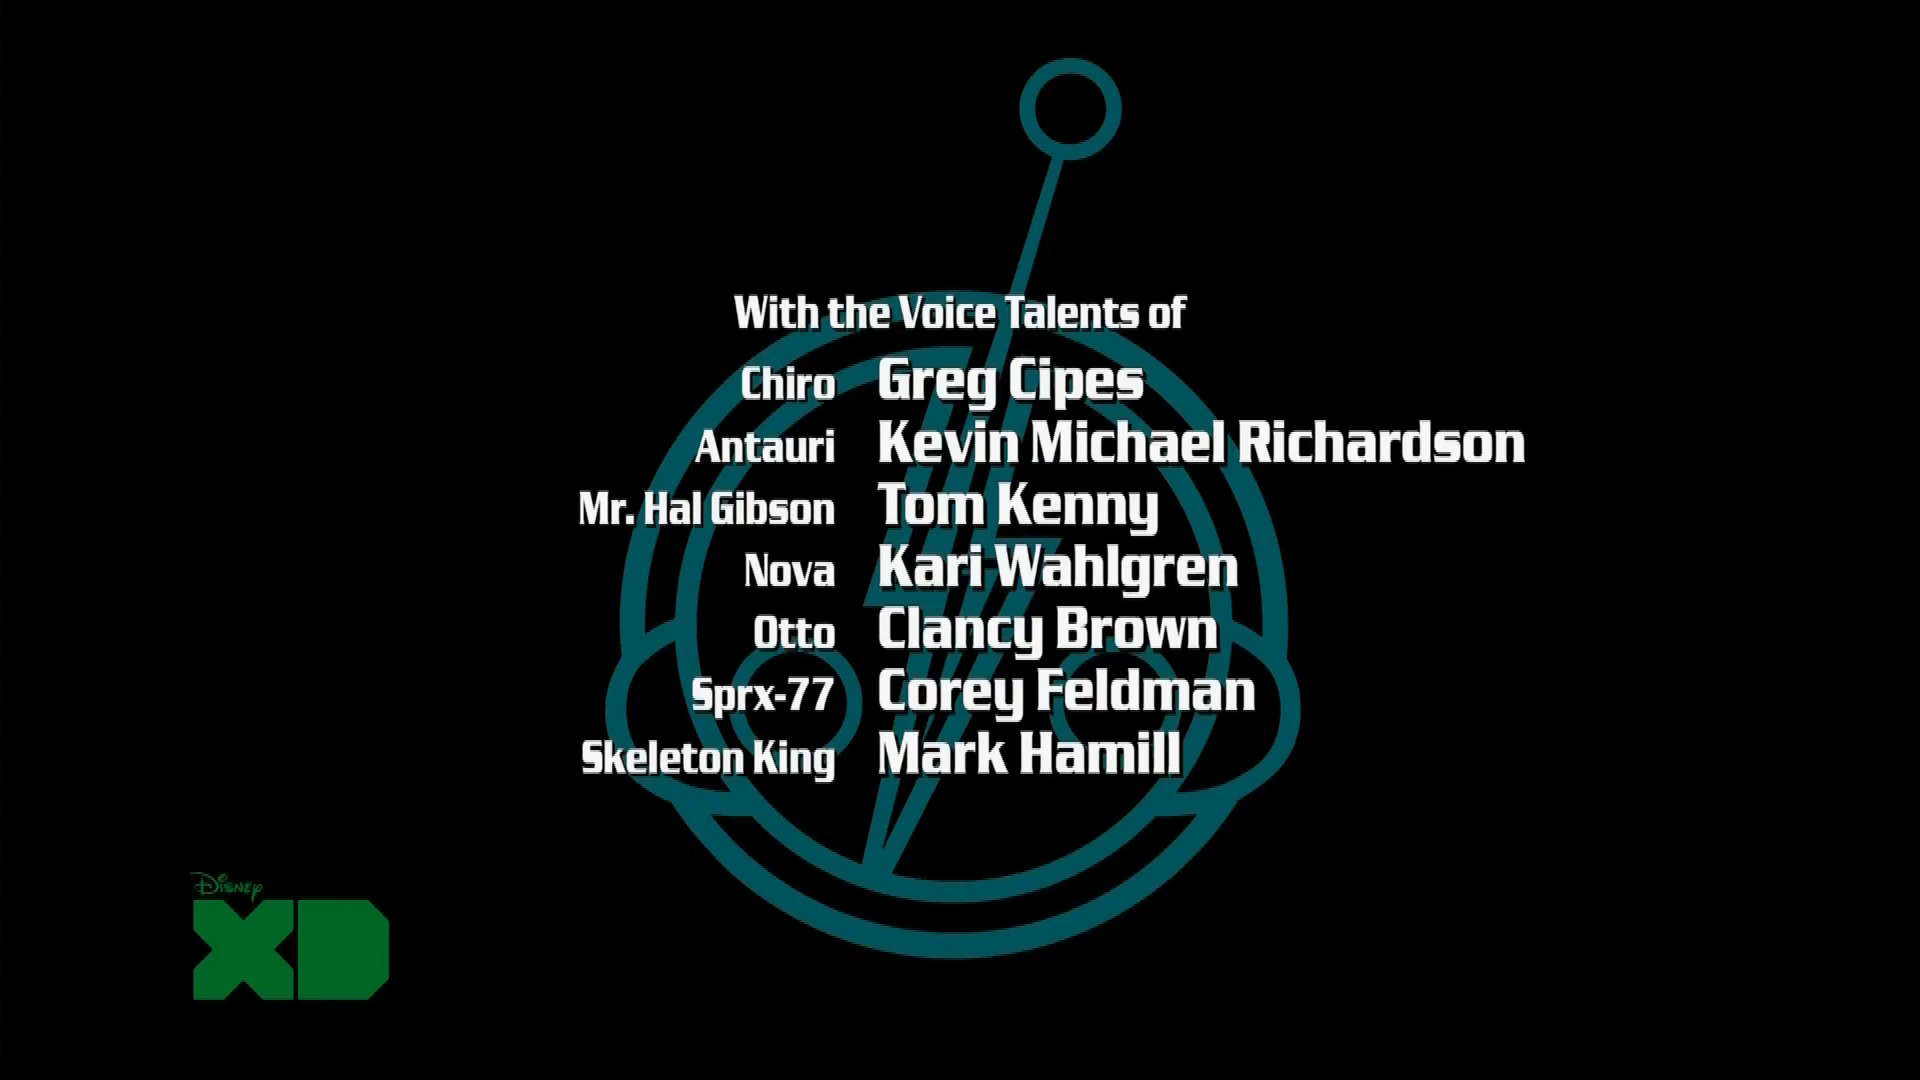 With the Voice Talents of
Chiro Greg Cipes
Antauri Kevin Michael Richardson
Mr. Hal Gibson Tom Kenny
Nova Kari Wahlgren
Otto Clancy Brown
Sprx-77 Corey Feldman
Skeleton King Mark Hamill
Disney
XD